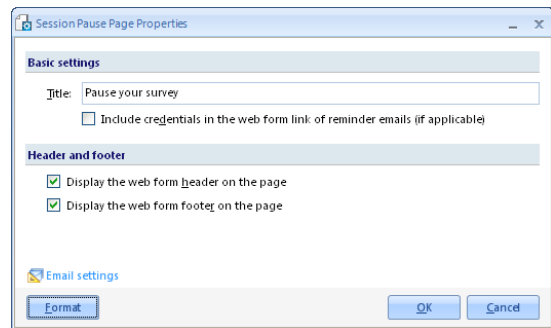 Session Pause Page Properties
Basic settings
Title: Pause your survey
Include credentials in the web form link of reminder emails (if applicable)
Header and footer
Display the web form header on the page
Display the web form footer on the page
Email settings
Format OK Cancel